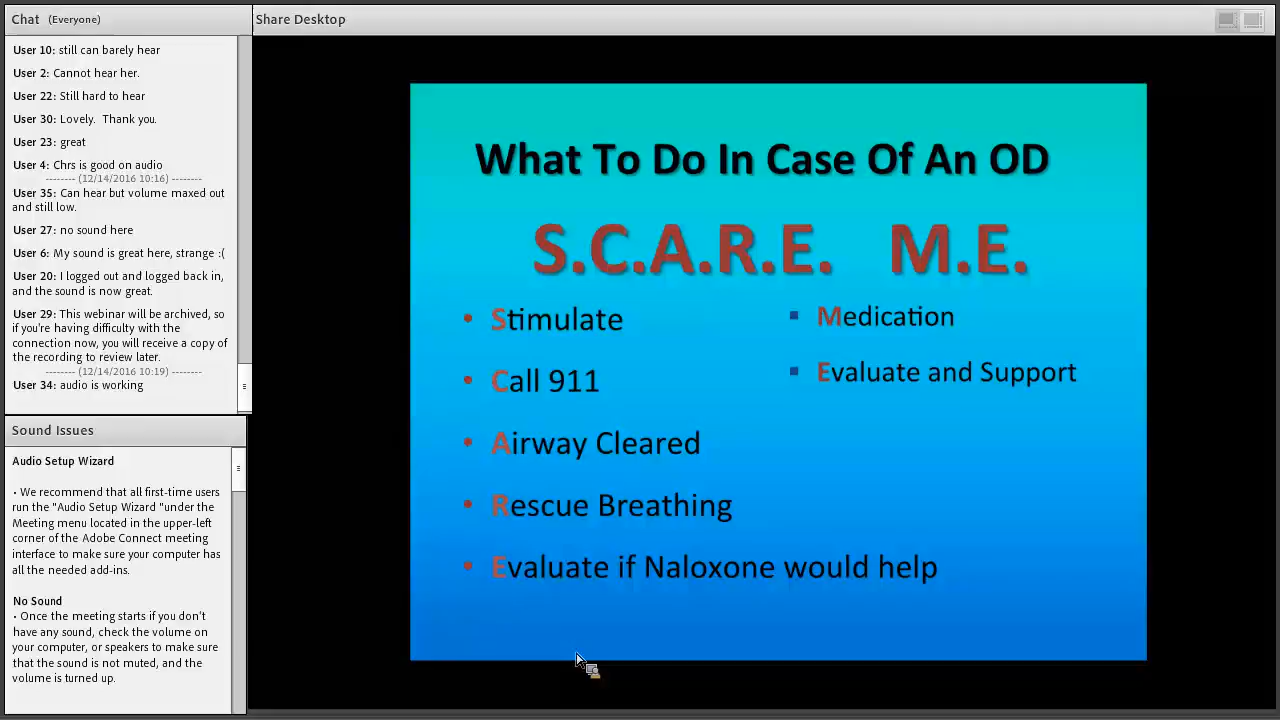 Chat (Everyone)
User 10: still can barely hear
User 2: Cannot hear her.
User 22: Still hard to hear
User 30: Lovely.  Thank you.
User 23: great
User 4: Chrs is good on audio
-------- (12/14/2016 10:16) --------
User 35: Can hear but volume maxed out
and still low.
User 27: no sound here
User 6: My sound is great here, strange :(
User 20: I logged out and logged back in,
and the sound is now great.
User 29: This webinar will be archived, so
if you're having difficulty with the
connection now, you will receive a copy of
the recording to review later.
-------- (12/14/2016 10:19) --------
User 34: audio is working
Sound Issues
Audio Setup Wizard
• We recommend that all first-time users
run the "Audio Setup Wizard "under the
Meeting menu located in the upper-left
corner of the Adobe Connect meeting
interface to make sure your computer has
all the needed add-ins.
No Sound
• Once the meeting starts if you don't
have any sound, check the volume on
your computer, or speakers to make sure
that the sound is not muted, and the
volume is turned up.
Share Desktop
What To Do In Case Of An OD
S.C.A.R.E. M.E.
• Stimulate
• Call 911
• Airway Cleared
• Rescue Breathing
• Evaluate if Naloxone would help
▪ Medication
▪ Evaluate and Support